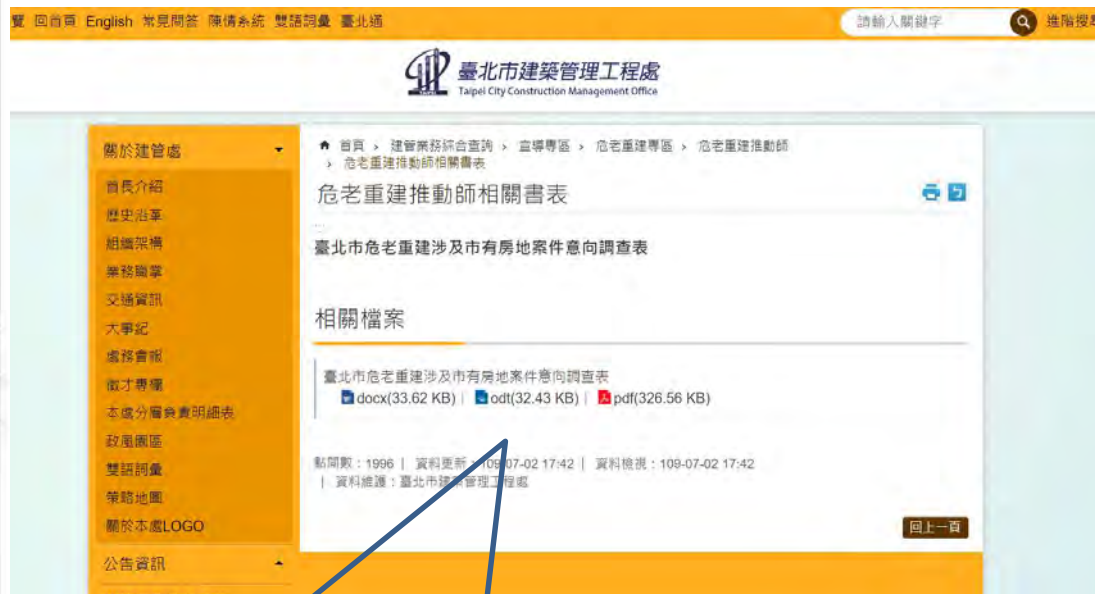 覽 回首頁 English 常見問答 陳情系統 雙語詞彙 臺北通
請輸入關鍵字
進階搜尋
臺北市建築管理工程處
Taipei City Construction Management Office
關於建管處
首長介紹
歷史沿革
組織架構
業務職掌
交通資訊
大事記
處務會報
徵才專欄
本處分層負責明細表
政風園區
雙語詞彙
策略地圖
關於本處LOGO
公告資訊
首頁 › 建管業務綜合查詢 › 宣導專區 › 危老重建專區 › 危老重建推動師
› 危老重建推動師相關書表
危老重建推動師相關書表
臺北市危老重建涉及市有房地案件意向調查表
相關檔案
臺北市危老重建涉及市有房地案件意向調查表
docx(33.62 KB) | odt(32.43 KB) | pdf(326.56 KB)
點閱數:1996 | 資料更新:109-07-02 17:42 | 資料檢視:109-07-02 17:42
| 資料維護:臺北市建築管理工程處
回上一頁